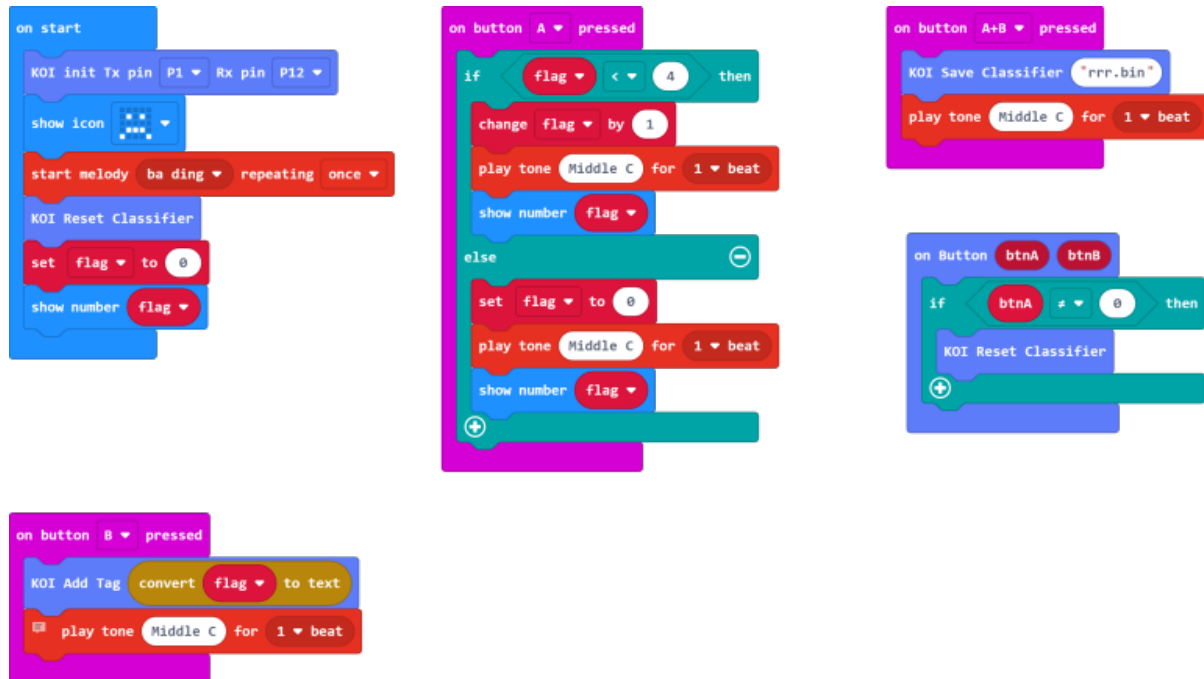 on start
KOI init Tx pin P1 Rx pin P12
show icon
start melody ba ding repeating once
KOI Reset Classifier
set flag to 0
show number flag
on button A pressed
if flag < 4 then
change flag by 1
play tone Middle C for 1 beat
show number flag
else
set flag to 0
play tone Middle C for 1 beat
show number flag
on button A+B pressed
KOI Save Classifier "rrr.bin"
play tone Middle C for 1 beat
on Button btnA btnB
if btnA ≠ 0 then
KOI Reset Classifier
on button B pressed
KOI Add Tag convert flag to text
play tone Middle C for 1 beat